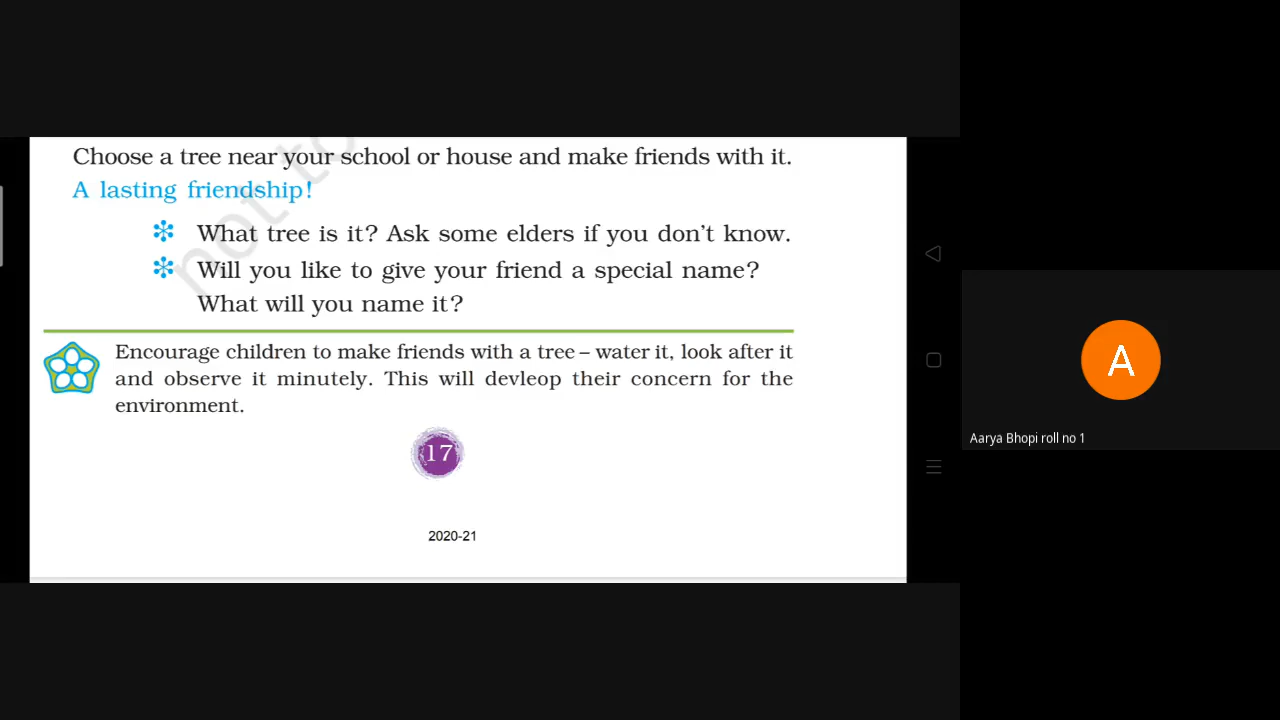 Choose a tree near your school or house and make friends with it.
A lasting friendship!
What tree is it? Ask some elders if you don't know.
Will you like to give your friend a special name?
What will you name it?
Encourage children to make friends with a tree – water it, look after it
and observe it minutely. This will devleop their concern for the
environment.
17
2020-21
not to
A
Aarya Bhopi roll no 1